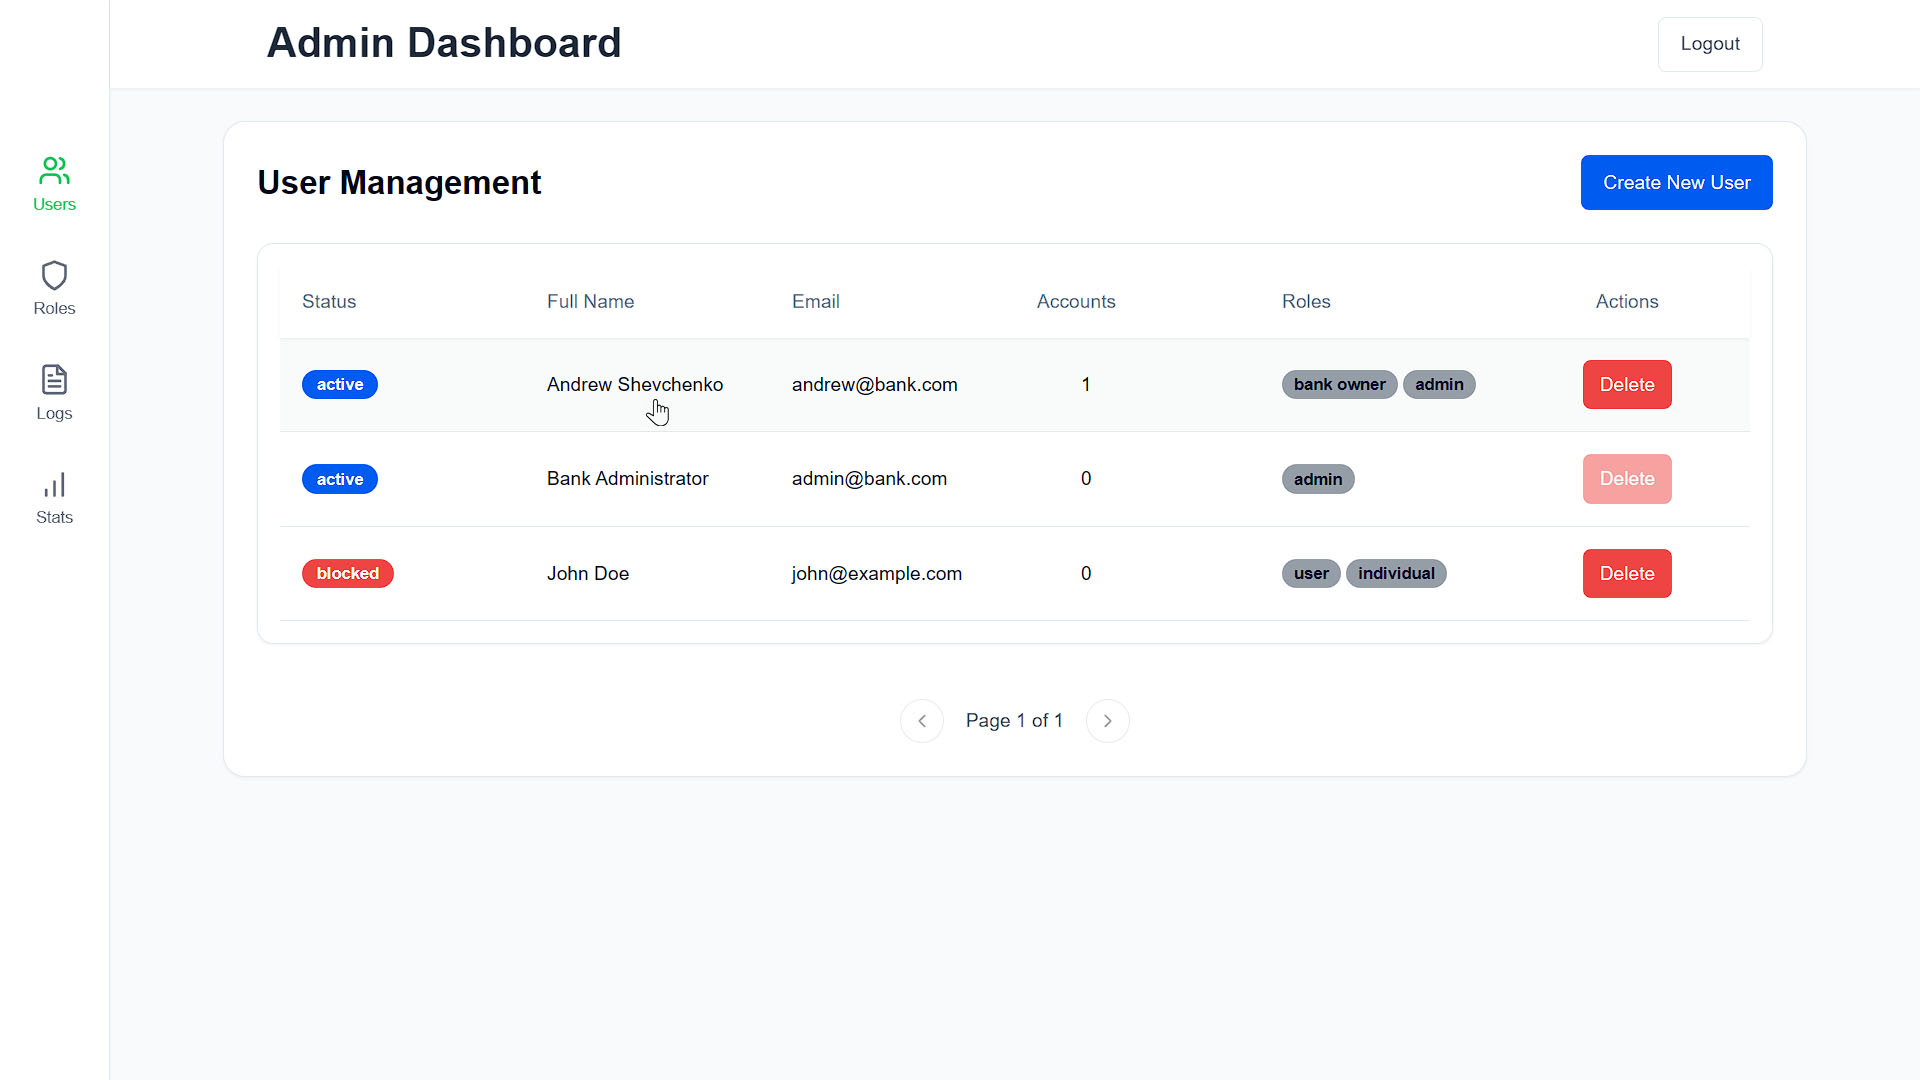 Admin Dashboard
Logout
Users
Roles
Logs
Stats
User Management
Create New User
Status Full Name Email Accounts Roles Actions
active Andrew Shevchenko andrew@bank.com 1 bank owner admin Delete
active Bank Administrator admin@bank.com 0 admin Delete
blocked John Doe john@example.com 0 user individual Delete
Page 1 of 1